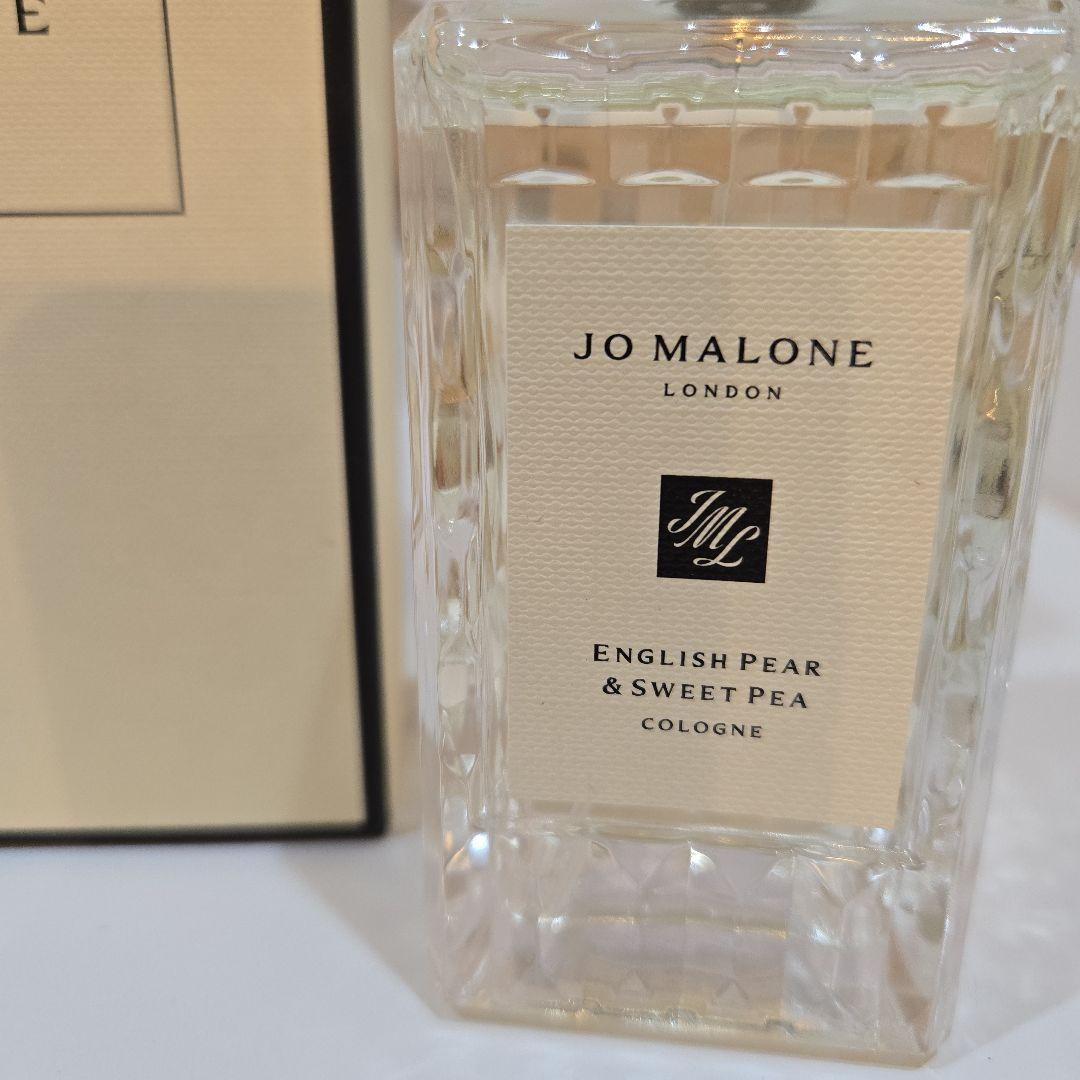 E
JO MALONE
LONDON
JML
ENGLISH PEAR
& SWEET PEA
COLOGNE